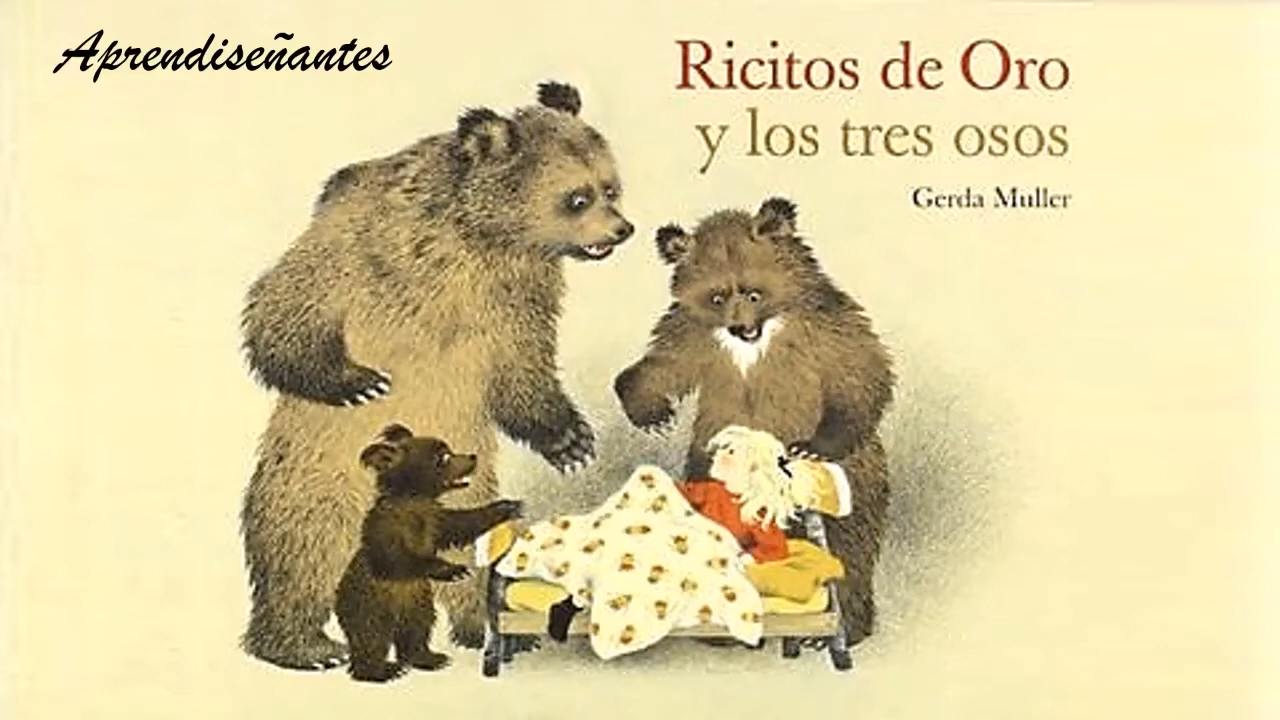 Aprendiseñantes
Ricitos de Oro
y los tres osos
Gerda Muller